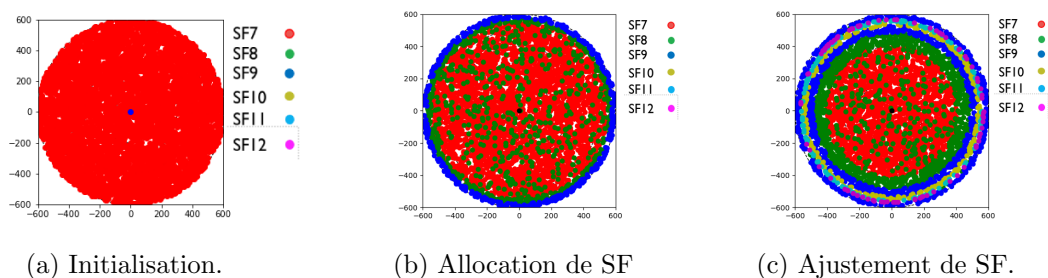 600
400
200
0
−200
−400
−600
−600 −400 −200 0 200 400 600
SF7
SF8
SF9
SF10
SF11
SF12
600
400
200
0
−200
−400
−600
−600 −400 −200 0 200 400 600
SF7
SF8
SF9
SF10
SF11
SF12
600
400
200
0
−200
−400
−600
−600 −400 −200 0 200 400 600
SF7
SF8
SF9
SF10
SF11
SF12
(a) Initialisation.
(b) Allocation de SF
(c) Ajustement de SF.